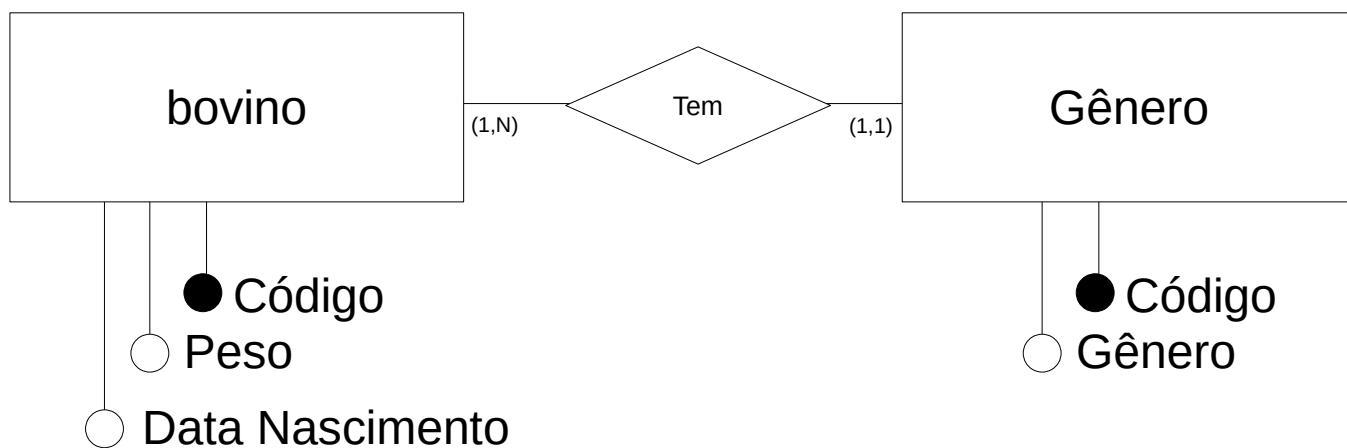 bovino
Tem
Gênero
(1,N)
(1,1)
Código
Peso
Data Nascimento
Código
Gênero